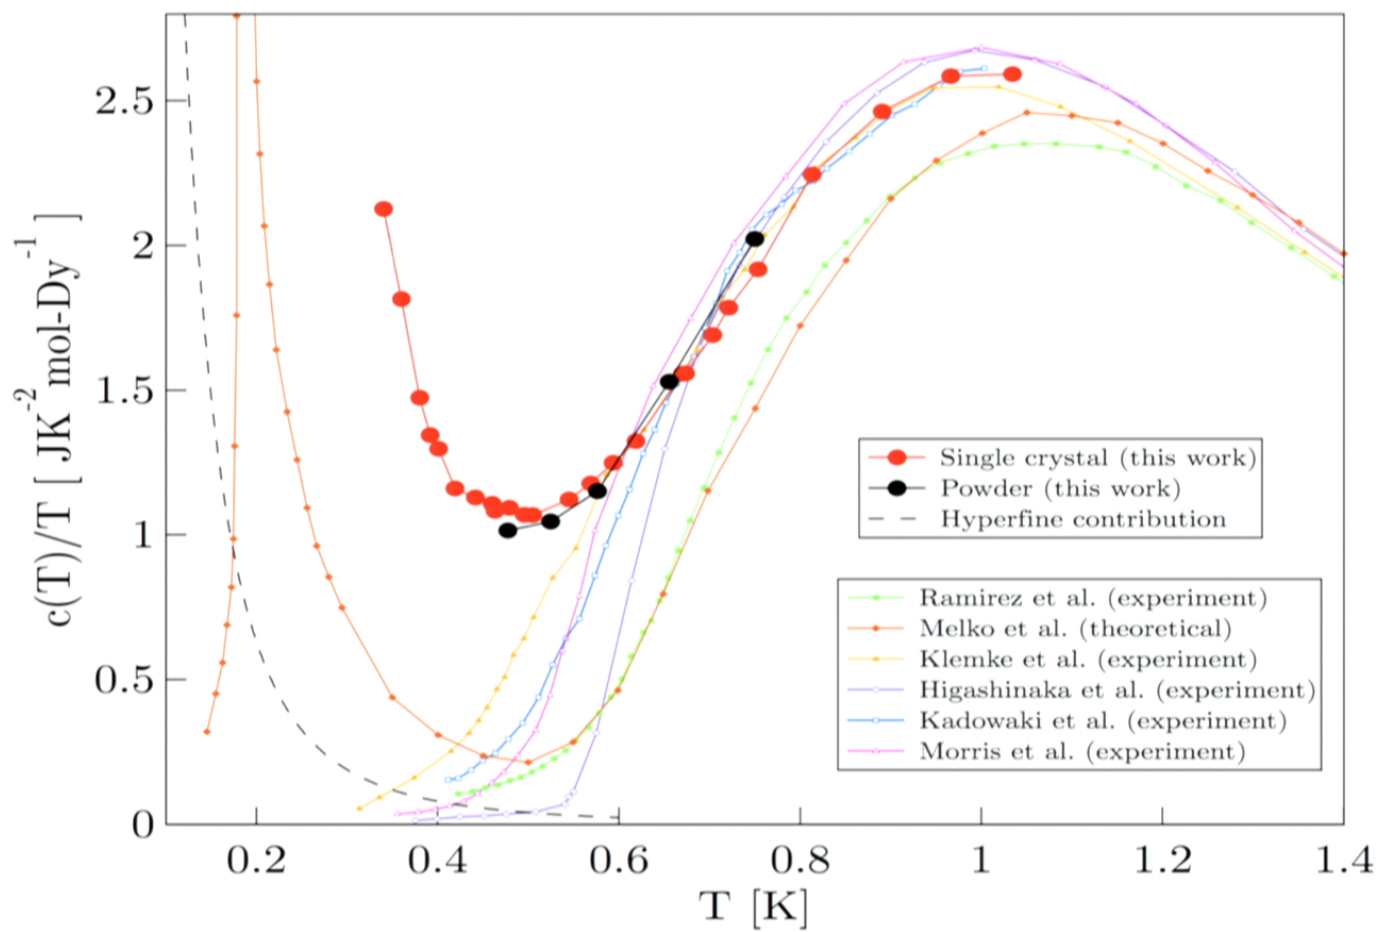 2.5
2
1.5
1
0.5
0
c(T)/T [ JK⁻² mol-Dy⁻¹ ]
Single crystal (this work)
Powder (this work)
Hyperfine contribution
Ramirez et al. (experiment)
Melko et al. (theoretical)
Klemke et al. (experiment)
Higashinaka et al. (experiment)
Kadowaki et al. (experiment)
Morris et al. (experiment)
0.2 0.4 0.6 0.8 1 1.2 1.4
T [K]